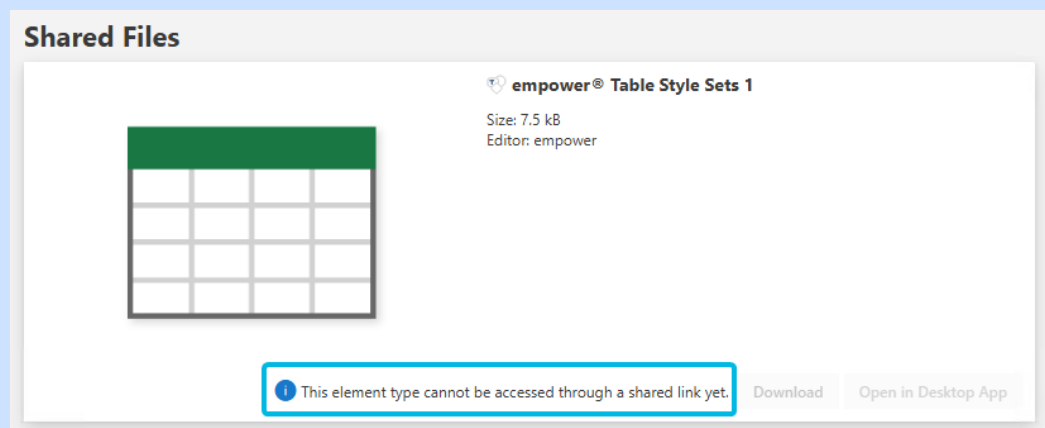 Shared Files
empower® Table Style Sets 1
Size: 7.5 kB
Editor: empower
This element type cannot be accessed through a shared link yet.
Download
Open in Desktop App